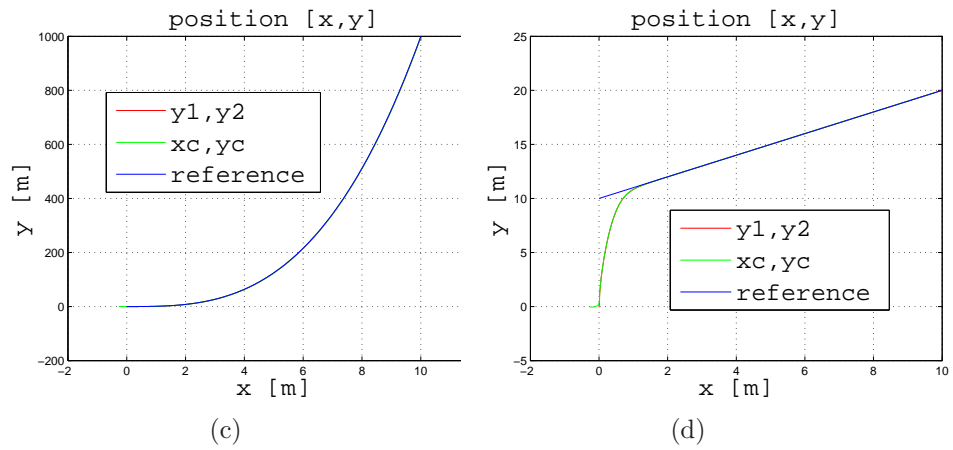 position [x,y]
1000
800
600
400
200
0
−200
−2
0
2
4
6
8
10
y [m]
x [m]
y1,y2
xc,yc
reference
(c)
position [x,y]
25
20
15
10
5
0
−5
−2
0
2
4
6
8
10
y [m]
x [m]
y1,y2
xc,yc
reference
(d)